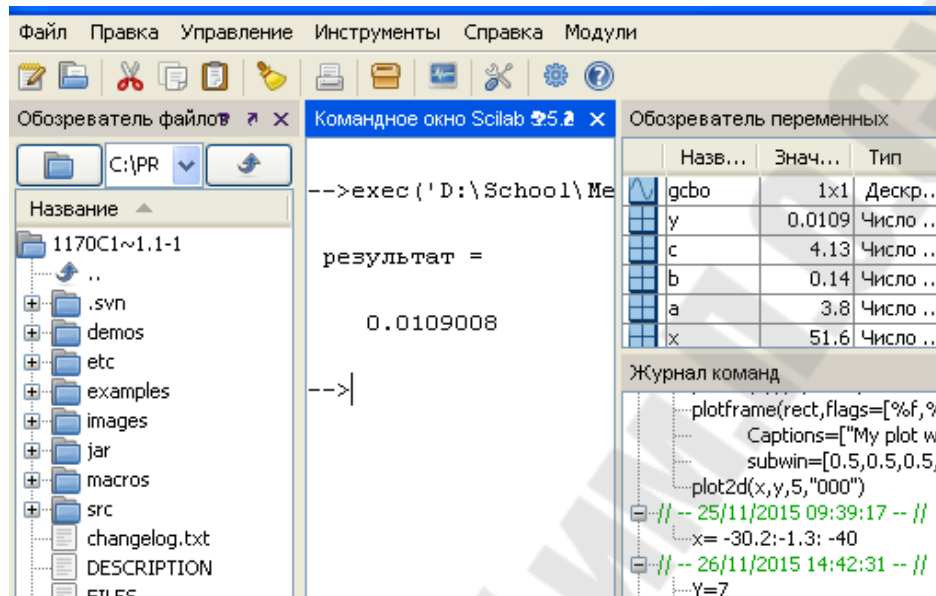 Файл Правка Управление Инструменты Справка Модули
Обозреватель файлов
C:\PR
Название
1170C1~1.1-1
..
.svn
demos
etc
examples
images
jar
macros
src
changelog.txt
DESCRIPTION
Командное окно Scilab
-->exec('D:\School\Me
результат =
0.0109008
-->
Обозреватель переменных
Назв... Знач... Тип
gcbo 1x1 Дескр..
y 0.0109 Число ..
c 4.13 Число ..
b 0.14 Число ..
a 3.8 Число ..
x 51.6 Число ..
Журнал команд
plotframe(rect,flags=[%f,%
Captions=["My plot w
subwin=[0.5,0.5,0.5,
plot2d(x,y,5,"000")
// -- 25/11/2015 09:39:17 -- //
x= -30.2:-1.3: -40
// -- 26/11/2015 14:42:31 -- //
Y=7